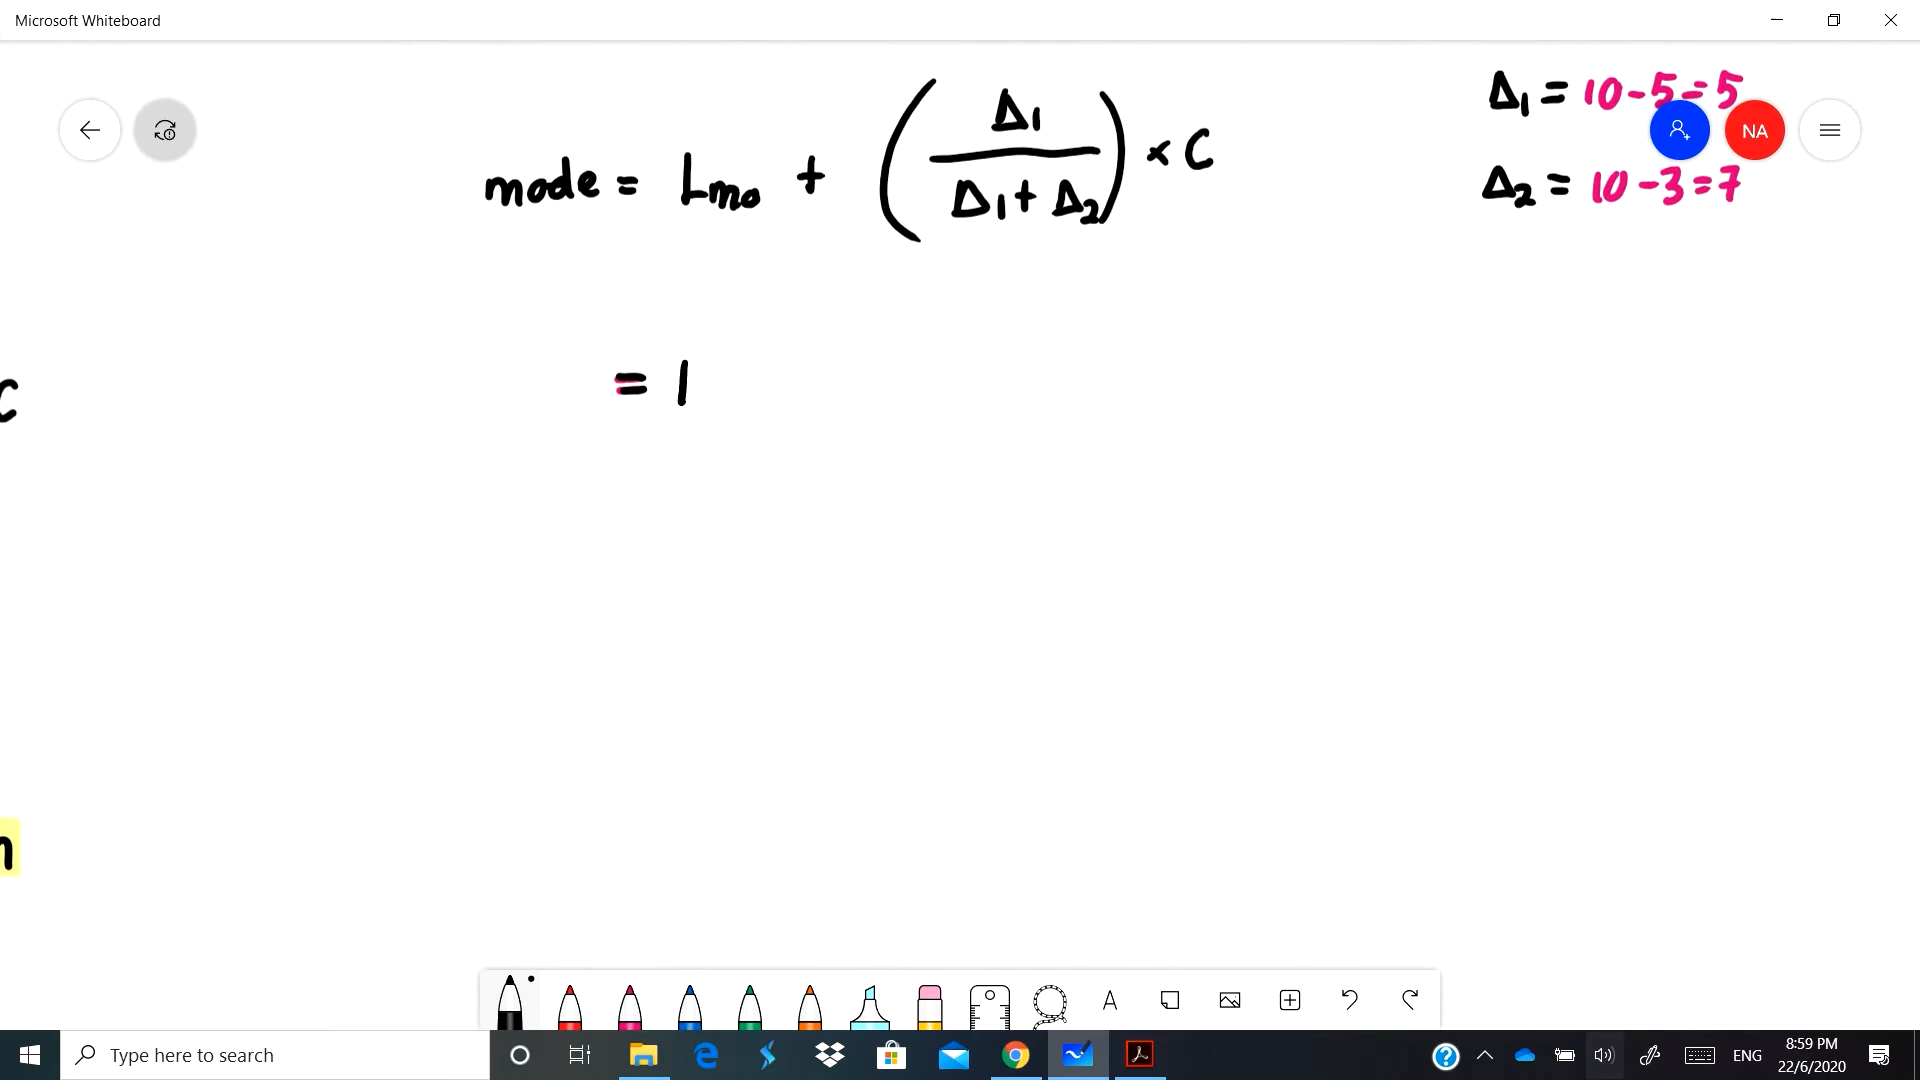 Microsoft Whiteboard
mode = Lmo + ( Δ1 / Δ1 + Δ2 ) × C
Δ1 = 10 - 5 = 5
Δ2 = 10 - 3 = 7
NA
= 1
C
n
A
Type here to search
ENG
8:59 PM
22/6/2020